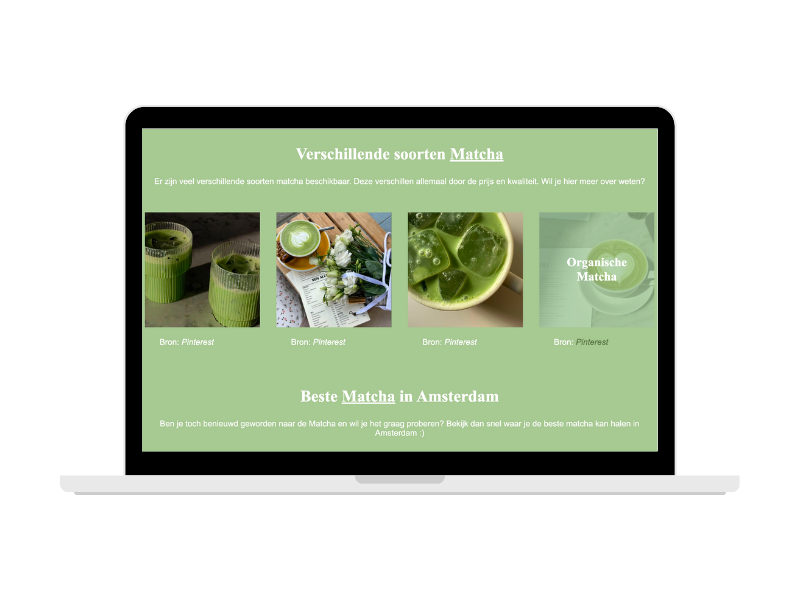 Verschillende soorten Matcha
Er zijn veel verschillende soorten matcha beschikbaar. Deze verschillen allemaal door de prijs en kwaliteit. Wil je hier meer over weten?
Organische
Matcha
Bron: Pinterest
Bron: Pinterest
Bron: Pinterest
Bron: Pinterest
Beste Matcha in Amsterdam
Ben je toch benieuwd geworden naar de Matcha en wil je het graag proberen? Bekijk dan snel waar je de beste matcha kan halen in
Amsterdam :)